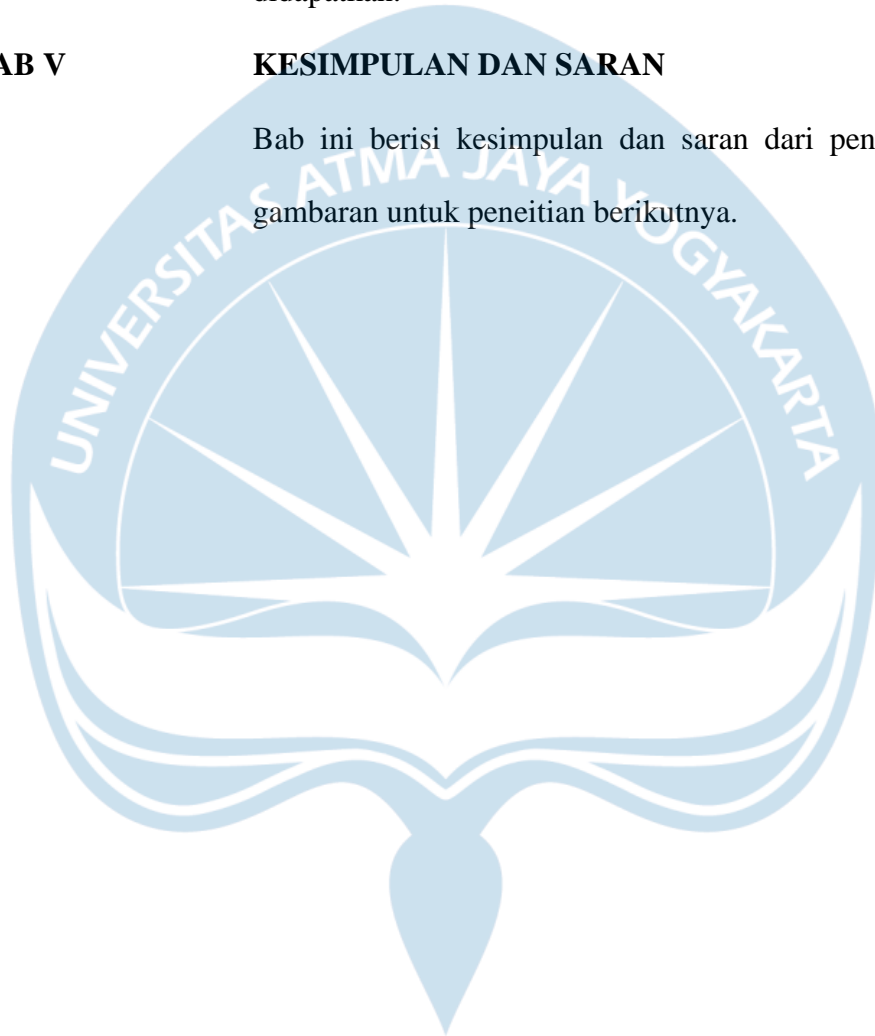 didapatkan.
AB V KESIMPULAN DAN SARAN
Bab ini berisi kesimpulan dan saran dari pen
gambaran untuk peneitian berikutnya.
UNIVERSITAS ATMA JAYA YOGYAKARTA